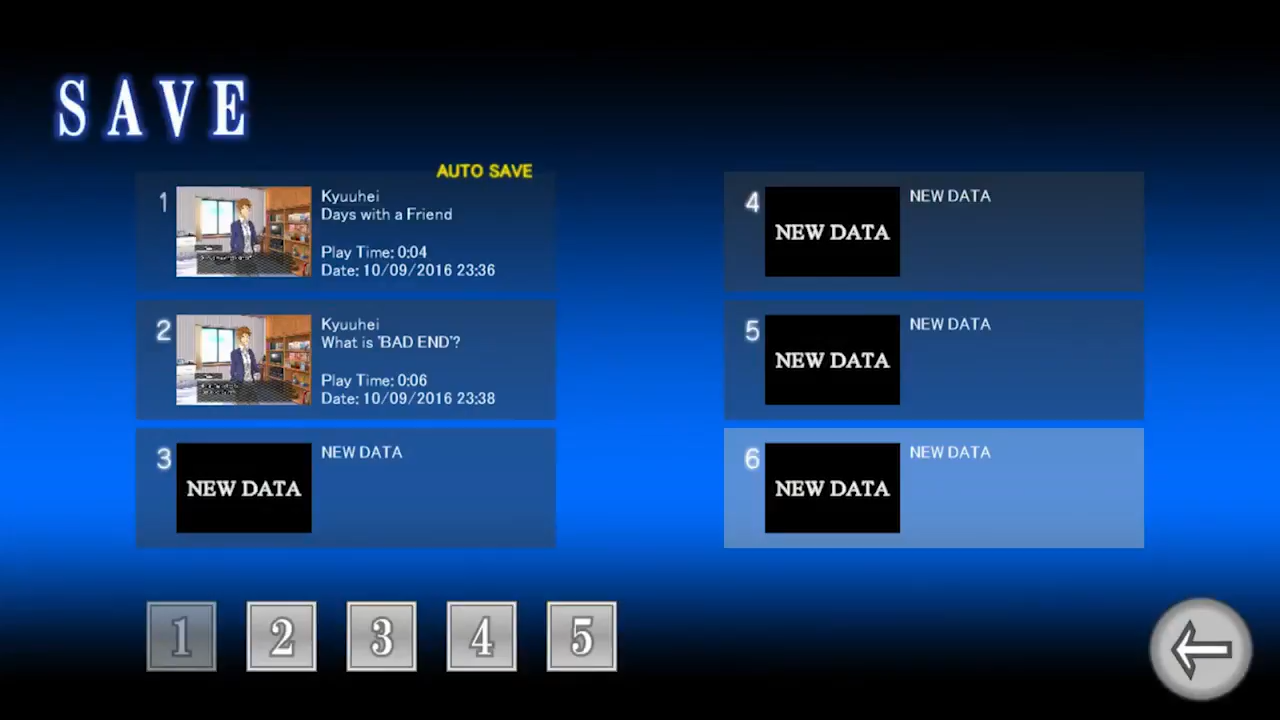 SAVE
AUTO SAVE
1
Kyuuhei
Days with a Friend
Play Time: 0:04
Date: 10/09/2016 23:36
2
Kyuuhei
What is 'BAD END'?
Play Time: 0:06
Date: 10/09/2016 23:38
3
NEW DATA
NEW DATA
4
NEW DATA
NEW DATA
5
NEW DATA
NEW DATA
6
NEW DATA
NEW DATA
1 2 3 4 5